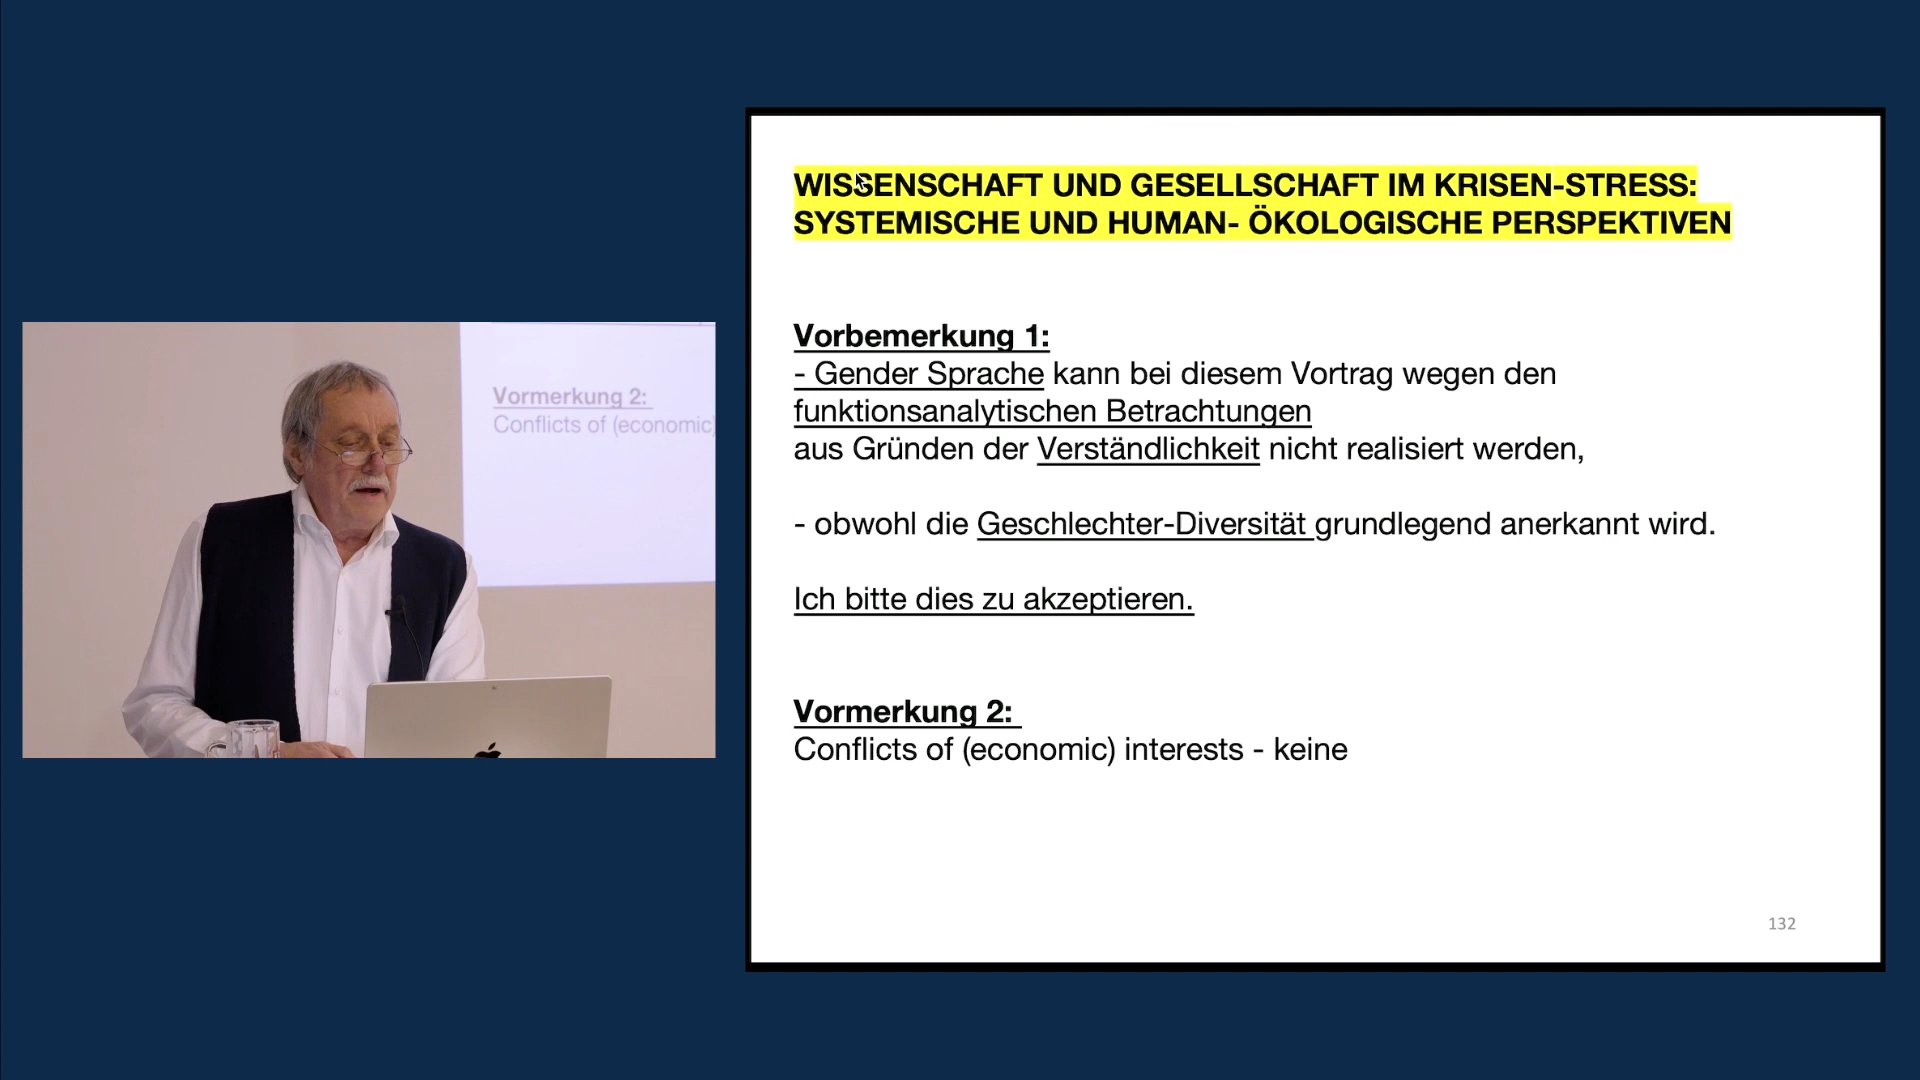 WISSENSCHAFT UND GESELLSCHAFT IM KRISEN-STRESS:
SYSTEMISCHE UND HUMAN- ÖKOLOGISCHE PERSPEKTIVEN
Vorbemerkung 1:
- Gender Sprache kann bei diesem Vortrag wegen den
funktionsanalytischen Betrachtungen
aus Gründen der Verständlichkeit nicht realisiert werden,
- obwohl die Geschlechter-Diversität grundlegend anerkannt wird.
Ich bitte dies zu akzeptieren.
Vormerkung 2:
Conflicts of (economic) interests - keine
132
Vormerkung 2:
Conflicts of (economic)